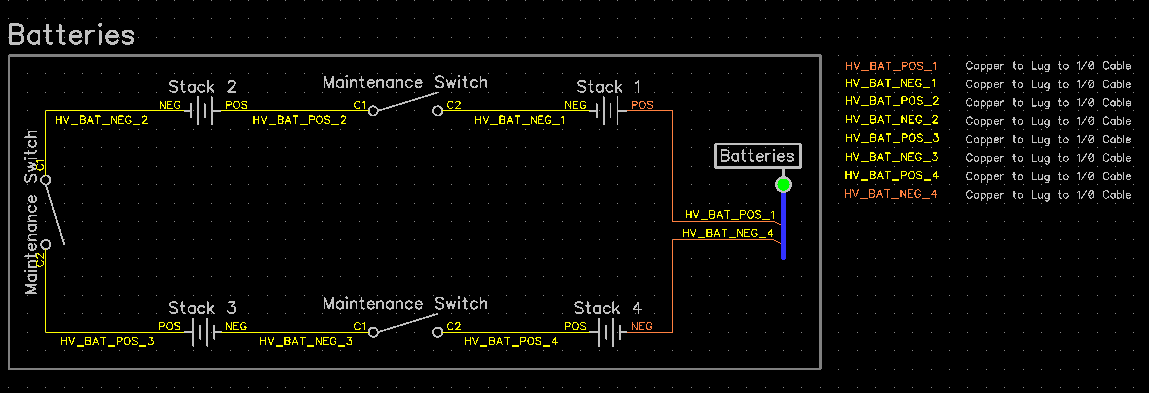 Batteries
Stack 2
Maintenance Switch
Stack 1
NEG
POS
C1
C2
NEG
POS
HV_BAT_NEG_2
HV_BAT_POS_2
HV_BAT_NEG_1
Maintenance Switch
C1
C2
Batteries
HV_BAT_POS_1
HV_BAT_NEG_4
Stack 3
Maintenance Switch
Stack 4
POS
NEG
C1
C2
POS
NEG
HV_BAT_POS_3
HV_BAT_NEG_3
HV_BAT_POS_4
HV_BAT_POS_1 Copper to Lug to 1/0 Cable
HV_BAT_NEG_1 Copper to Lug to 1/0 Cable
HV_BAT_POS_2 Copper to Lug to 1/0 Cable
HV_BAT_NEG_2 Copper to Lug to 1/0 Cable
HV_BAT_POS_3 Copper to Lug to 1/0 Cable
HV_BAT_NEG_3 Copper to Lug to 1/0 Cable
HV_BAT_POS_4 Copper to Lug to 1/0 Cable
HV_BAT_NEG_4 Copper to Lug to 1/0 Cable